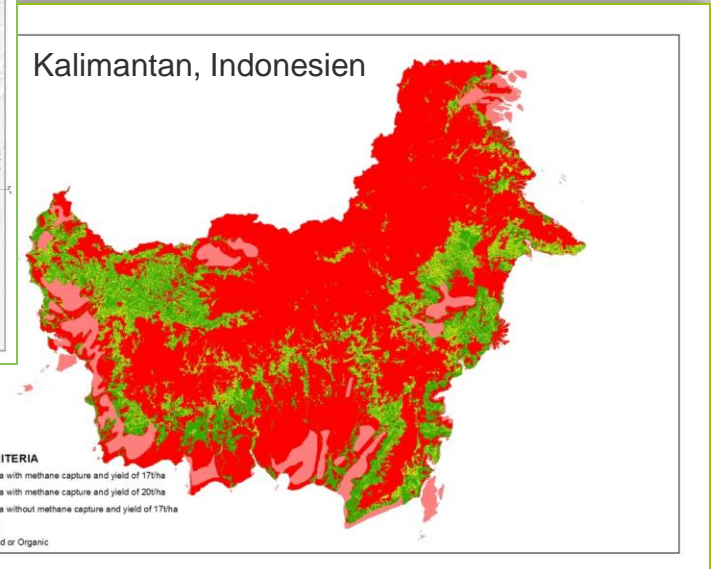 Kalimantan, Indonesien
ITERIA
a with methane capture and yield of 17t/ha
a with methane capture and yield of 20t/ha
a without methane capture and yield of 17t/ha
d or Organic